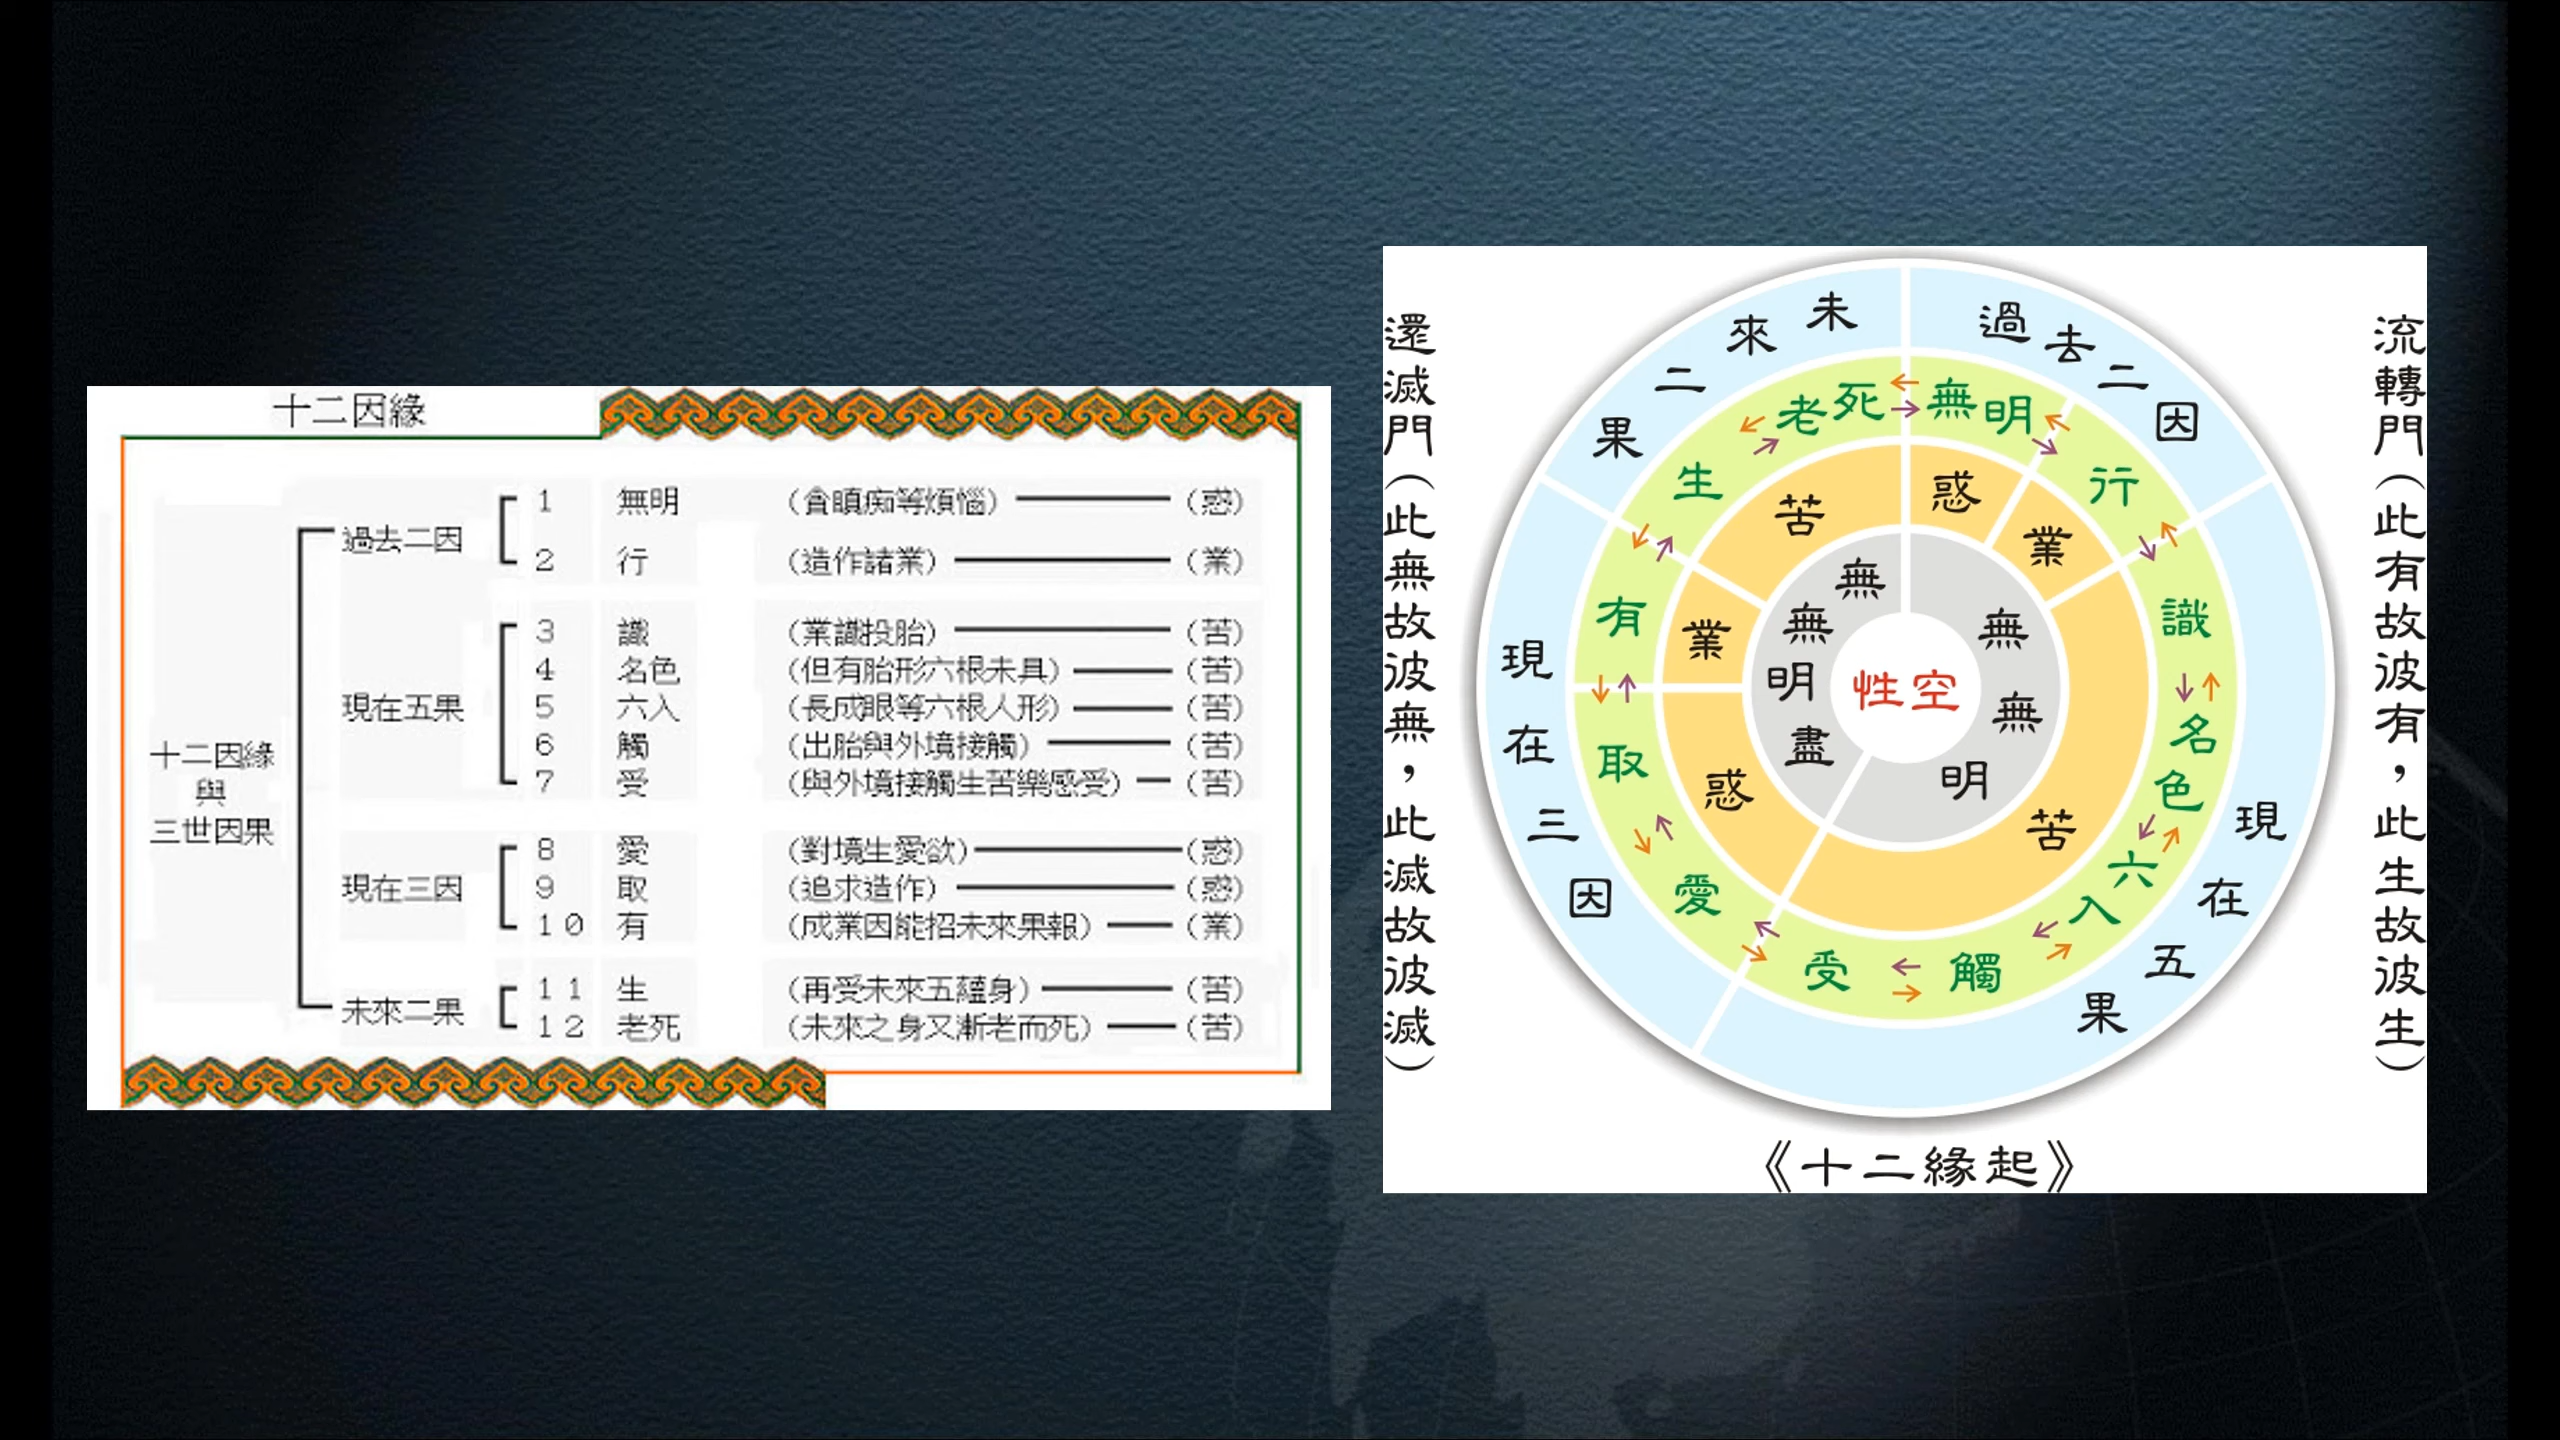 十二因緣
十二因緣
與
三世因果
過去二因
1 無明 (貪瞋痴等煩惱) (惑)
2 行 (造作諸業) (業)
現在五果
3 識 (業識投胎) (苦)
4 名色 (但有胎形六根未具) (苦)
5 六入 (長成眼等六根人形) (苦)
6 觸 (出胎與外境接觸) (苦)
7 受 (與外境接觸生苦樂感受) (苦)
現在三因
8 愛 (對境生愛欲) (惑)
9 取 (追求造作) (惑)
10 有 (成業因能招未來果報) (業)
未來二果
11 生 (再受未來五蘊身) (苦)
12 老死 (未來之身又漸老而死) (苦)
流轉門(此有故波有，此生故波生)
還滅門(此無故波無，此滅故波滅)
過去二因
現在五果
現在三因
未來二果
無明
行
識
名色
六入
觸
受
愛
取
有
生
老死
惑
業
苦
惑
業
苦
無無明
無無明盡
性空
《十二緣起》